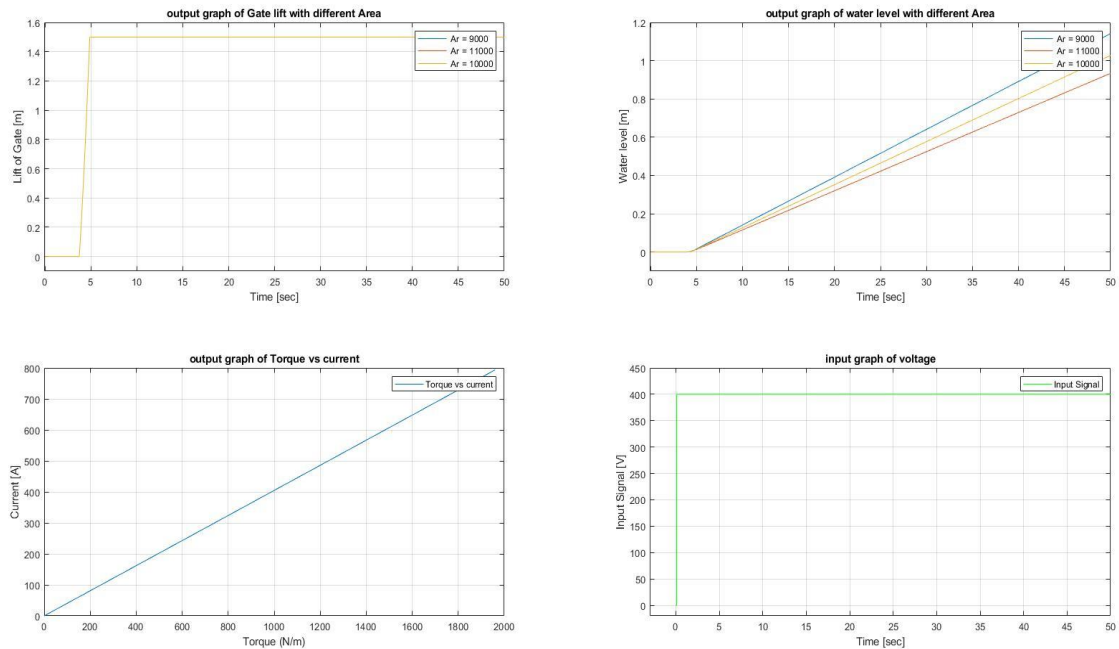 output graph of Gate lift with different Area
1.6
1.4
1.2
1
0.8
0.6
0.4
0.2
0
Lift of Gate [m]
Ar = 9000
Ar = 11000
Ar = 10000
0 5 10 15 20 25 30 35 40 45 50
Time [sec]
output graph of water level with different Area
1.2
1
0.8
0.6
0.4
0.2
0
Water level [m]
Ar = 9000
Ar = 11000
Ar = 10000
0 5 10 15 20 25 30 35 40 45 50
Time [sec]
output graph of Torque vs current
800
700
600
500
400
300
200
100
0
Current [A]
Torque vs current
0 200 400 600 800 1000 1200 1400 1600 1800 2000
Torque (N/m)
input graph of voltage
450
400
350
300
250
200
150
100
50
0
Input Signal [V]
Input Signal
0 5 10 15 20 25 30 35 40 45 50
Time [sec]